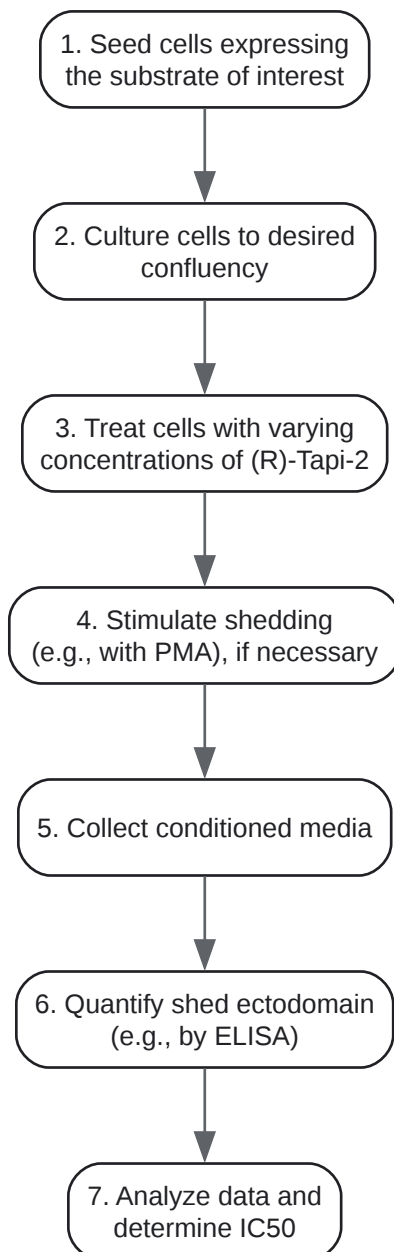 1. Seed cells expressing
the substrate of interest
2. Culture cells to desired
confluency
3. Treat cells with varying
concentrations of (R)-Tapi-2
4. Stimulate shedding
(e.g., with PMA), if necessary
5. Collect conditioned media
6. Quantify shed ectodomain
(e.g., by ELISA)
7. Analyze data and
determine IC50